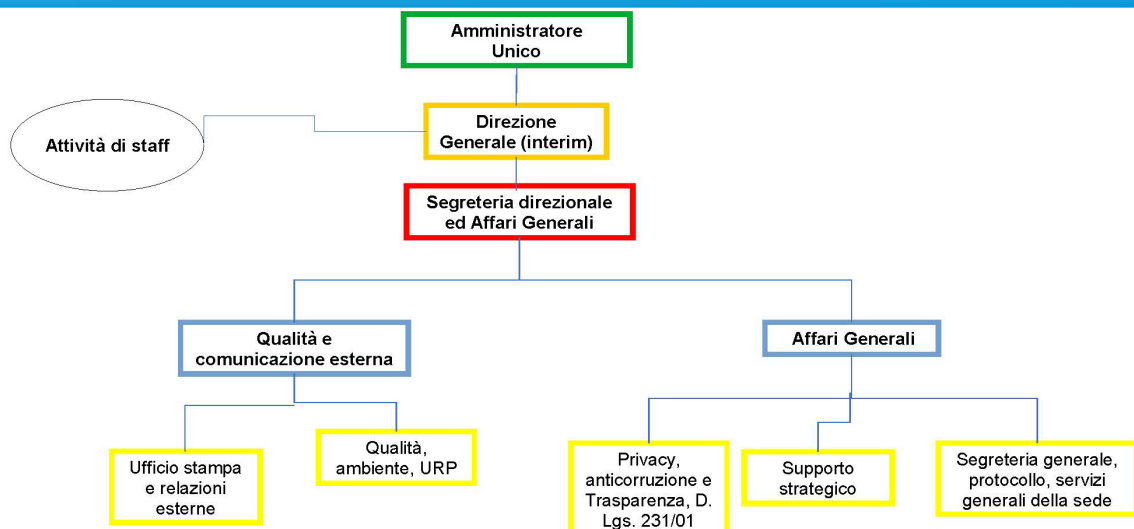 Amministratore
Unico
Attività di staff
Direzione
Generale (interim)
Segreteria direzionale
ed Affari Generali
Qualità e
comunicazione esterna
Affari Generali
Ufficio stampa
e relazioni
esterne
Qualità,
ambiente, URP
Privacy,
anticorruzione e
Trasparenza, D.
Lgs. 231/01
Supporto
strategico
Segreteria generale,
protocollo, servizi
generali della sede